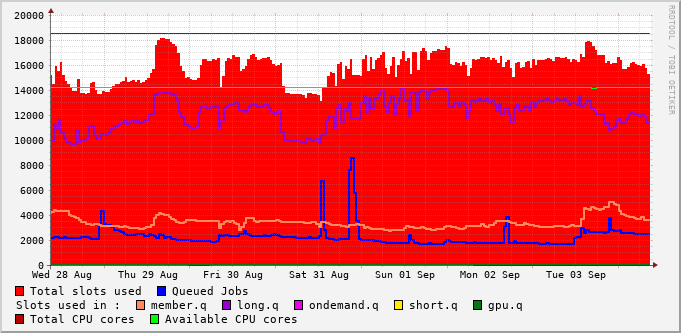 20000
18000
16000
14000
12000
10000
8000
6000
4000
2000
0
Wed 28 Aug Thu 29 Aug Fri 30 Aug Sat 31 Aug Sun 01 Sep Mon 02 Sep Tue 03 Sep
RRDTOOL / TOBI OETIKER
Total slots used Queued Jobs
Slots used in : member.q long.q ondemand.q short.q gpu.q
Total CPU cores Available CPU cores